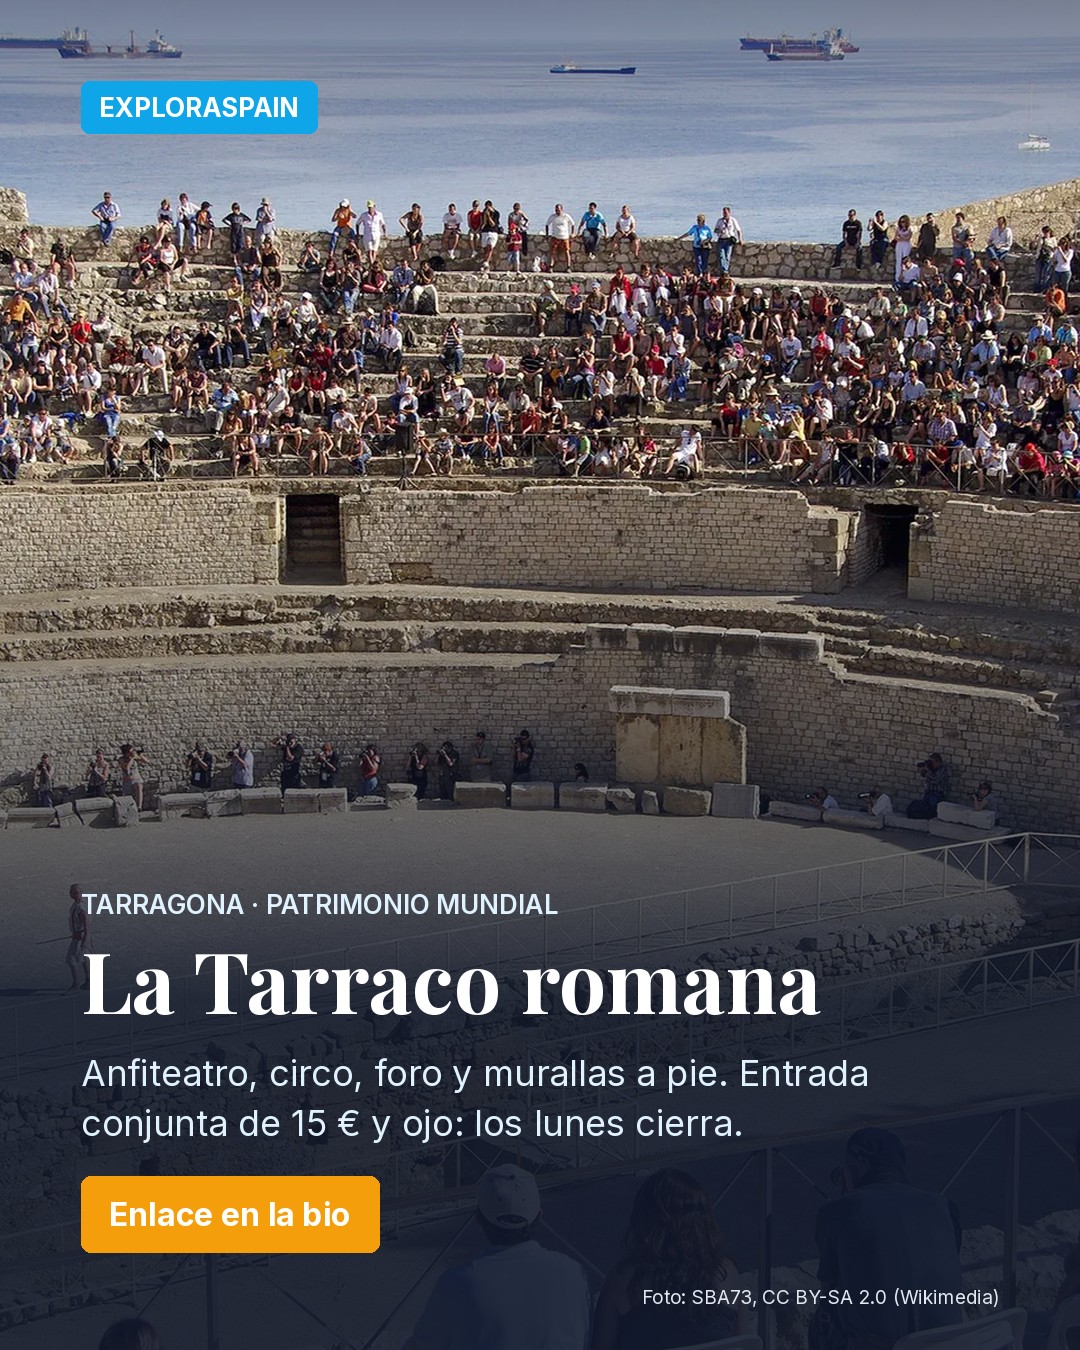 EXPLORASPAIN
TARRAGONA · PATRIMONIO MUNDIAL
La Tarraco romana
Anfiteatro, circo, foro y murallas a pie. Entrada
conjunta de 15 € y ojo: los lunes cierra.
Enlace en la bio
Foto: SBA73, CC BY-SA 2.0 (Wikimedia)